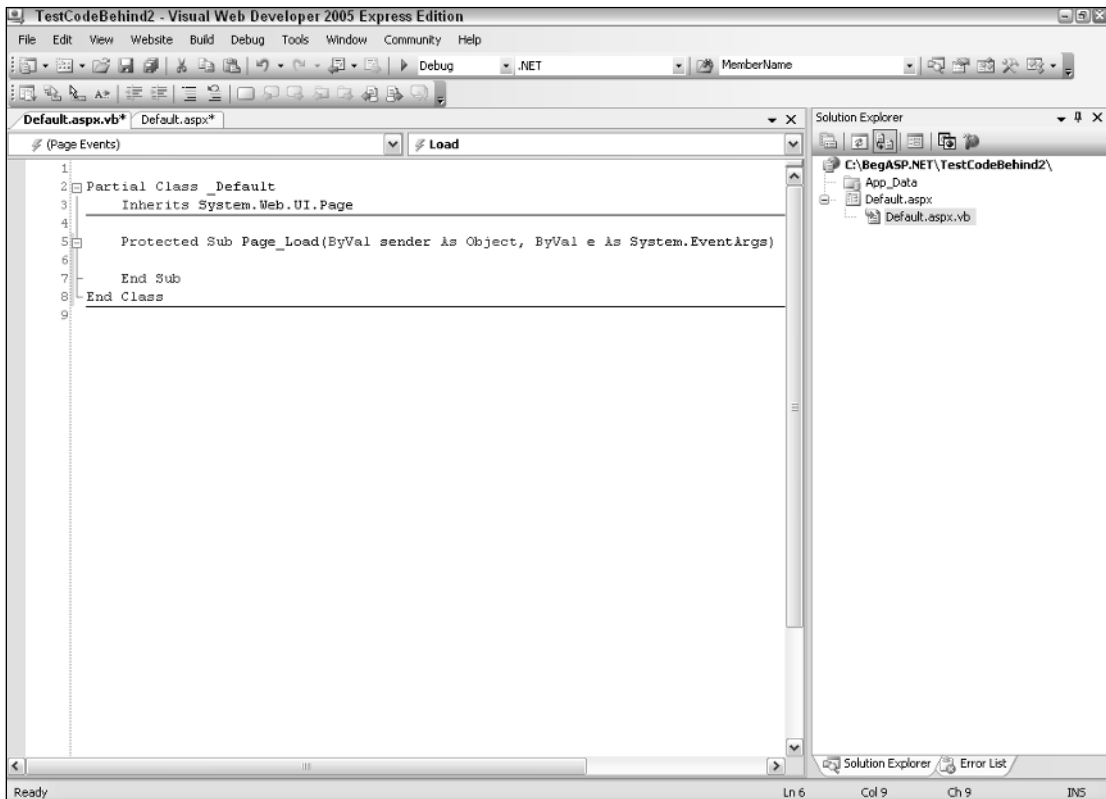 TestCodeBehind2 - Visual Web Developer 2005 Express Edition
File Edit View Website Build Debug Tools Window Community Help
Debug .NET MemberName
Default.aspx.vb* Default.aspx*
(Page Events) Load
1
2 Partial Class _Default
3 Inherits System.Web.UI.Page
4
5 Protected Sub Page_Load(ByVal sender As Object, ByVal e As System.EventArgs)
6
7 End Sub
8 End Class
9
Solution Explorer
C:\BegASP.NET\TestCodeBehind2\
App_Data
Default.aspx
Default.aspx.vb
Solution Explorer Error List
Ready Ln 6 Col 9 Ch 9 INS